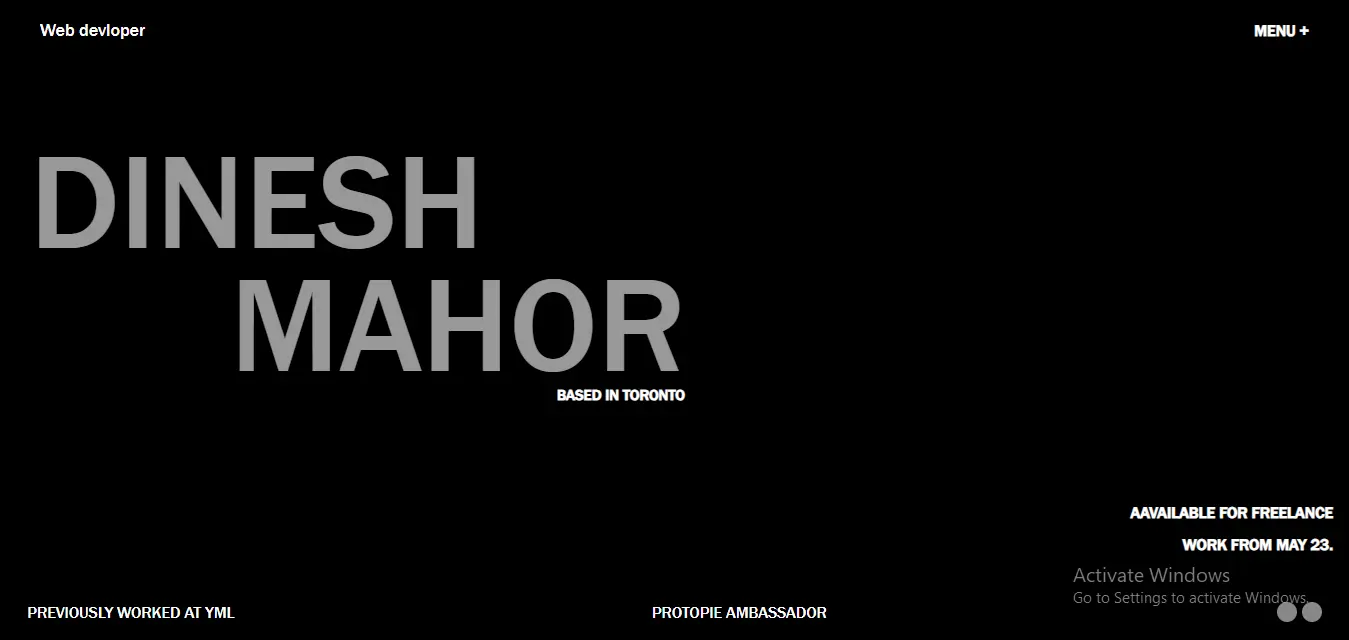 Web devloper
MENU +
DINESH
MAHOR
BASED IN TORONTO
AAVAILABLE FOR FREELANCE
WORK FROM MAY 23.
Activate Windows
Go to Settings to activate Windows.
PREVIOUSLY WORKED AT YML
PROTOPIE AMBASSADOR